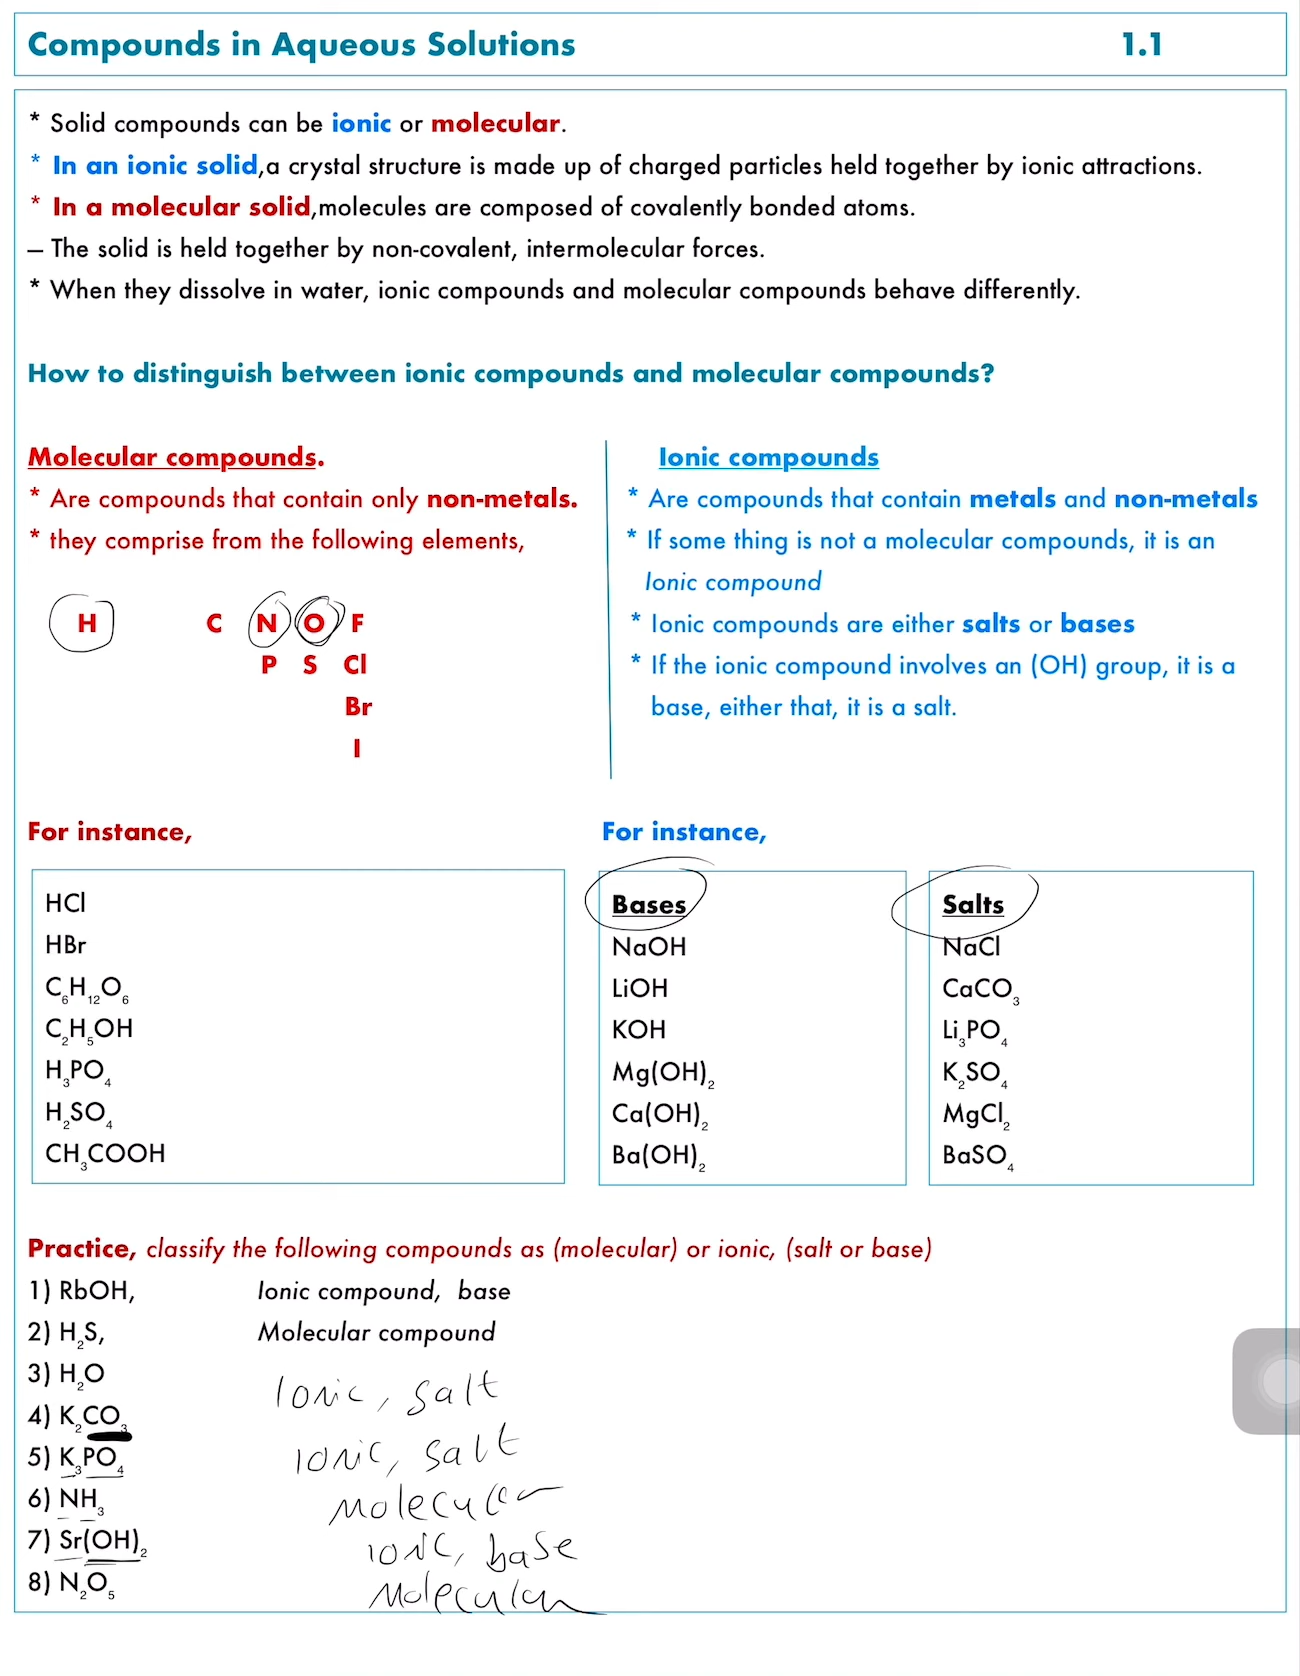 Compounds in Aqueous Solutions 1.1
* Solid compounds can be ionic or molecular.
* In an ionic solid,a crystal structure is made up of charged particles held together by ionic attractions.
* In a molecular solid,molecules are composed of covalently bonded atoms.
– The solid is held together by non-covalent, intermolecular forces.
* When they dissolve in water, ionic compounds and molecular compounds behave differently.
How to distinguish between ionic compounds and molecular compounds?
Molecular compounds.
* Are compounds that contain only non-metals.
* they comprise from the following elements,
H C N O F
P S Cl
Br
I
Ionic compounds
* Are compounds that contain metals and non-metals
* If some thing is not a molecular compounds, it is an
Ionic compound
* Ionic compounds are either salts or bases
* If the ionic compound involves an (OH) group, it is a
base, either that, it is a salt.
For instance,
HCl
HBr
C₆H₁₂O₆
C₂H₅OH
H₃PO₄
H₂SO₄
CH₃COOH
For instance,
Bases
NaOH
LiOH
KOH
Mg(OH)₂
Ca(OH)₂
Ba(OH)₂
Salts
NaCl
CaCO₃
Li₃PO₄
K₂SO₄
MgCl₂
BaSO₄
Practice, classify the following compounds as (molecular) or ionic, (salt or base)
1) RbOH, Ionic compound, base
2) H₂S, Molecular compound
3) H₂O
4) K₂CO₃ Ionic, salt
5) K₃PO₄ ionic, salt
6) NH₃ Molecular
7) Sr(OH)₂ ionic, base
8) N₂O₅ Molecular